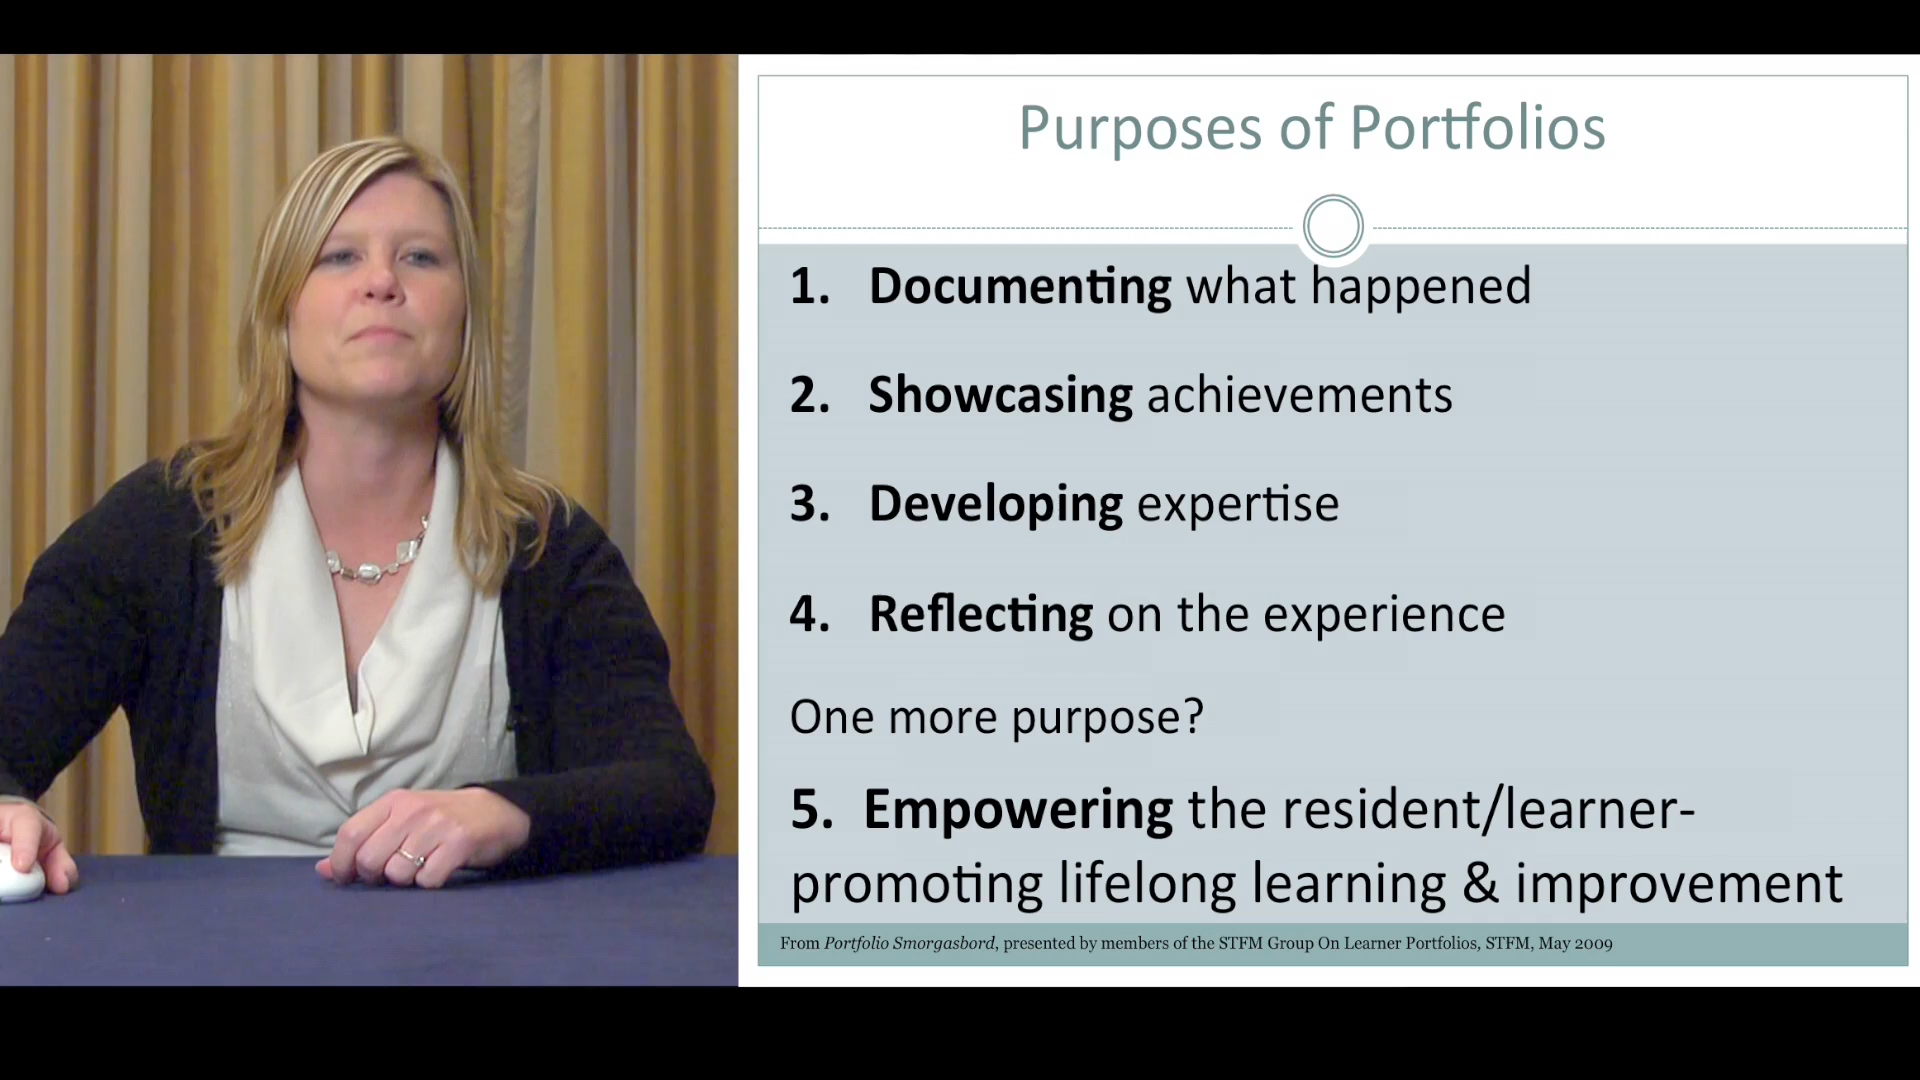 Purposes of Portfolios
1. Documenting what happened
2. Showcasing achievements
3. Developing expertise
4. Reflecting on the experience
One more purpose?
5. Empowering the resident/learner-
promoting lifelong learning & improvement
From Portfolio Smorgasbord, presented by members of the STFM Group On Learner Portfolios, STFM, May 2009